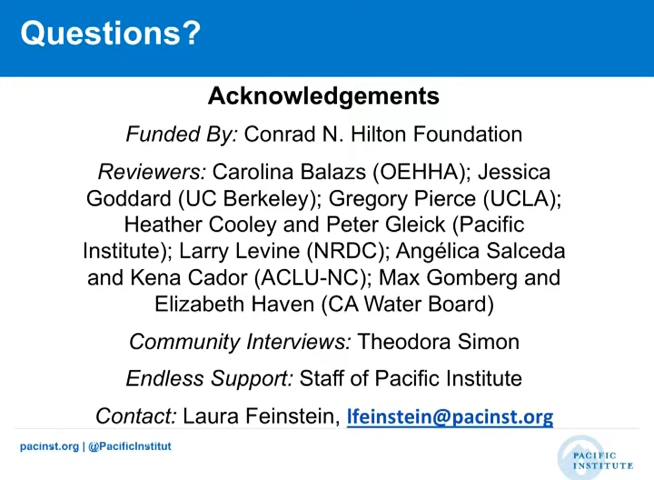 Questions?
Acknowledgements
Funded By: Conrad N. Hilton Foundation
Reviewers: Carolina Balazs (OEHHA); Jessica
Goddard (UC Berkeley); Gregory Pierce (UCLA);
Heather Cooley and Peter Gleick (Pacific
Institute); Larry Levine (NRDC); Angélica Salceda
and Kena Cador (ACLU-NC); Max Gomberg and
Elizabeth Haven (CA Water Board)
Community Interviews: Theodora Simon
Endless Support: Staff of Pacific Institute
Contact: Laura Feinstein, lfeinstein@pacinst.org
pacinst.org | @PacificInstitut
PACIFIC
INSTITUTE